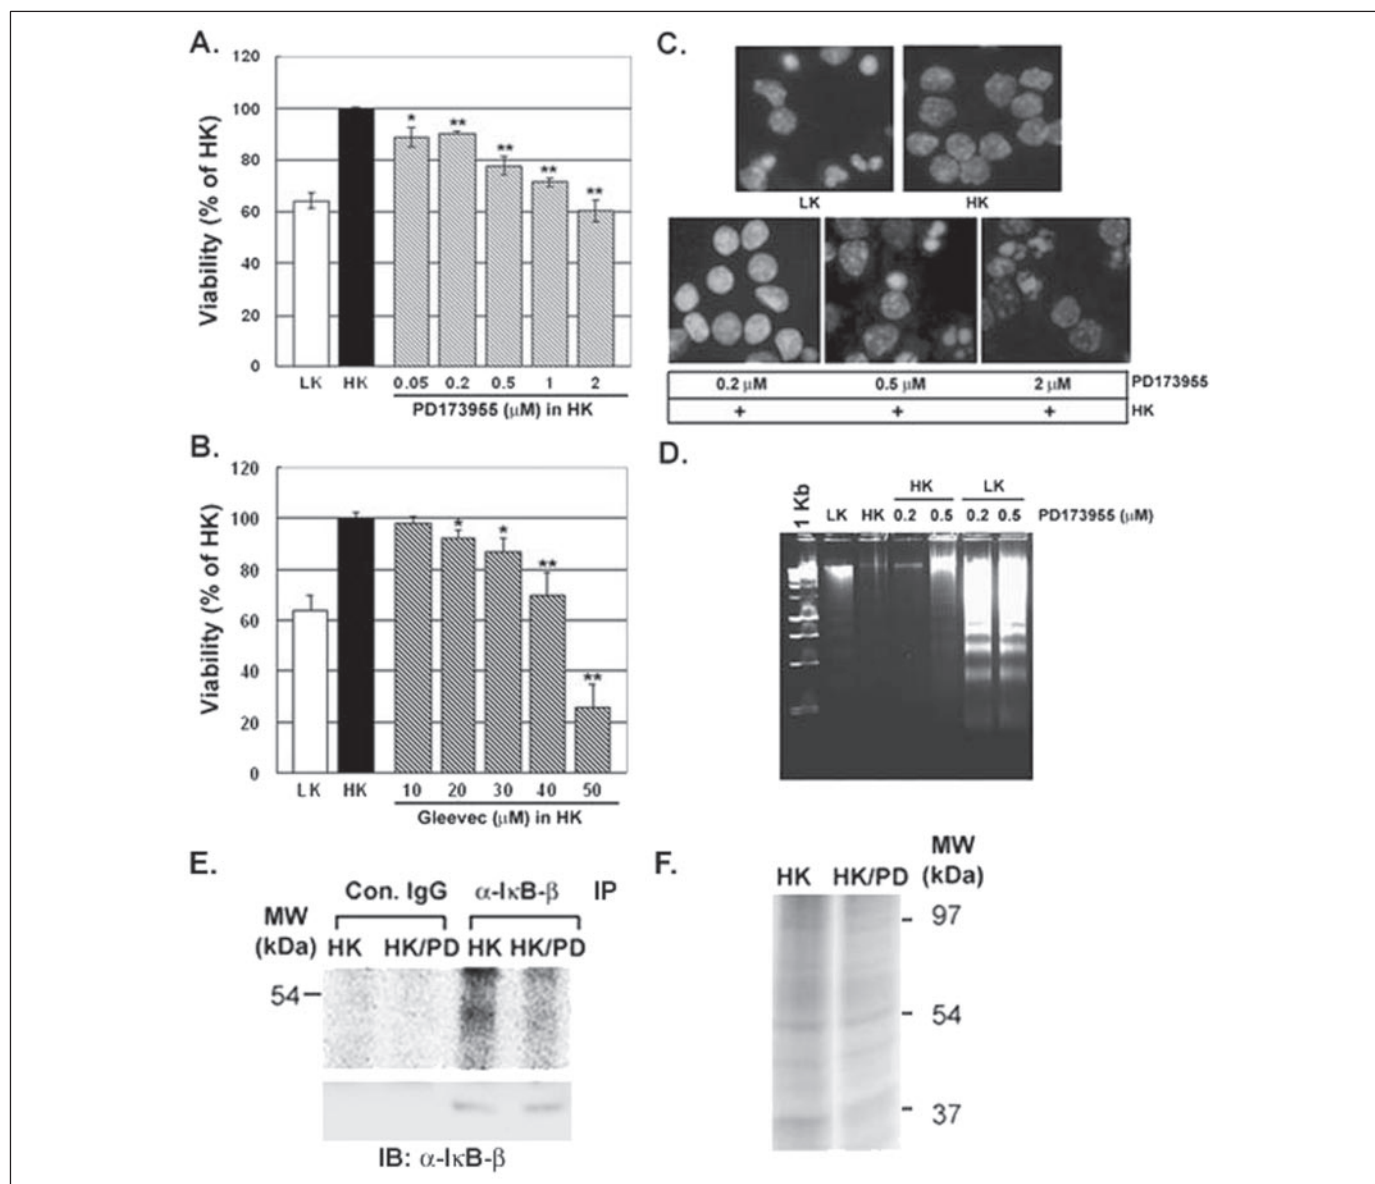 A.
120
100
80
60
40
20
0
Viability (% of HK)
*
**
**
**
**
LK HK 0.05 0.2 0.5 1 2
PD173955 (μM) in HK
B.
120
100
80
60
40
20
0
Viability (% of HK)
*
*
**
**
LK HK 10 20 30 40 50
Gleevec (μM) in HK
C.
LK HK
0.2 μM 0.5 μM 2 μM PD173955
+ + + HK
D.
HK LK
1 Kb LK HK 0.2 0.5 0.2 0.5 PD173955 (μM)
E.
Con. IgG α-IκB-β IP
MW
(kDa) HK HK/PD HK HK/PD
54
IB: α-IκB-β
F.
MW
HK HK/PD (kDa)
97
54
37